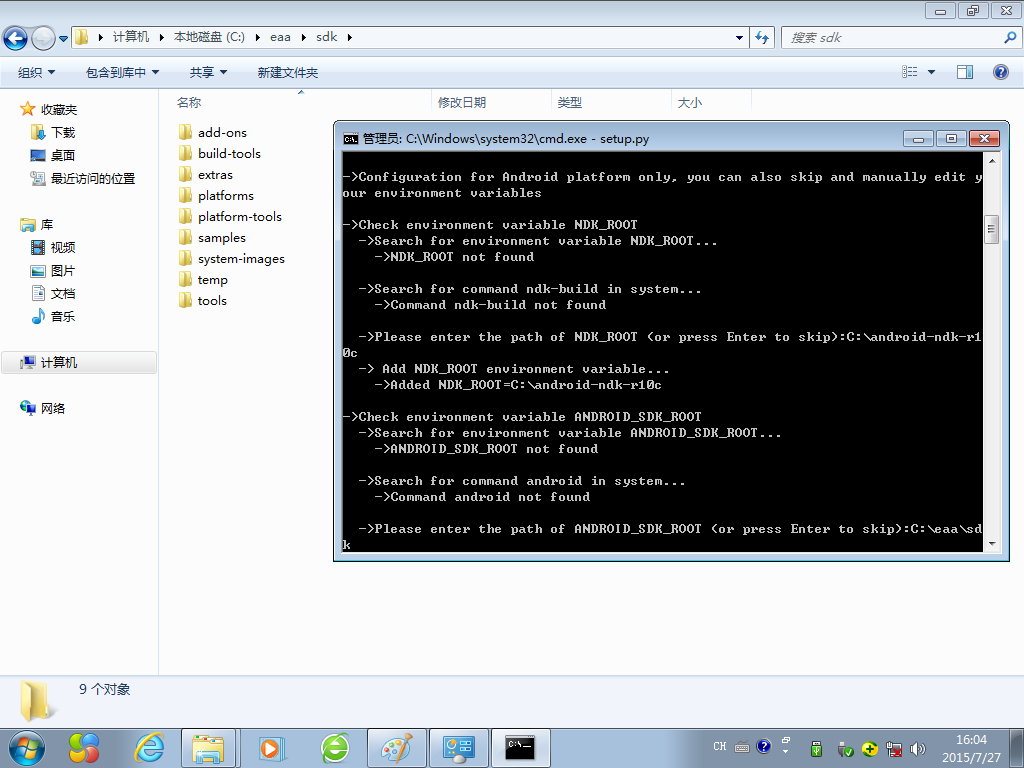 计算机 本地磁盘 (C:) eaa sdk 搜索 sdk
组织 包含到库中 共享 新建文件夹
收藏夹
下载
桌面
最近访问的位置
库
视频
图片
文档
音乐
计算机
网络
名称 修改日期 类型 大小
add-ons
build-tools
extras
platforms
platform-tools
samples
system-images
temp
tools
管理员: C:\Windows\system32\cmd.exe - setup.py
->Configuration for Android platform only, you can also skip and manually edit y
our environment variables
->Check environment variable NDK_ROOT
->Search for environment variable NDK_ROOT...
->NDK_ROOT not found
->Search for command ndk-build in system...
->Command ndk-build not found
->Please enter the path of NDK_ROOT (or press Enter to skip):C:\android-ndk-r1
0c
-> Add NDK_ROOT environment variable...
->Added NDK_ROOT=C:\android-ndk-r10c
->Check environment variable ANDROID_SDK_ROOT
->Search for environment variable ANDROID_SDK_ROOT...
->ANDROID_SDK_ROOT not found
->Search for command android in system...
->Command android not found
->Please enter the path of ANDROID_SDK_ROOT (or press Enter to skip):C:\eaa\sd
k
9 个对象
CH
16:04
2015/7/27